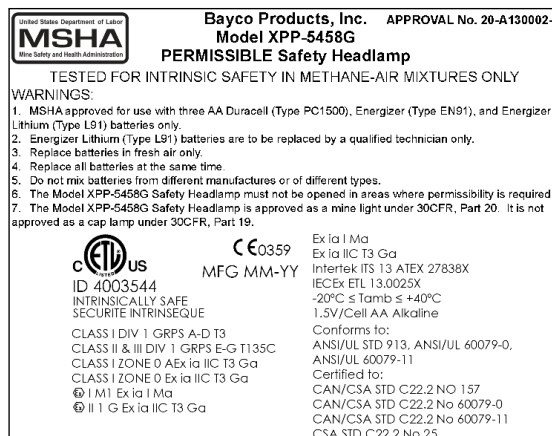 United States Department of Labor
MSHA
Mine Safety and Health Administration
Bayco Products, Inc. APPROVAL No. 20-A130002-
Model XPP-5458G
PERMISSIBLE Safety Headlamp
TESTED FOR INTRINSIC SAFETY IN METHANE-AIR MIXTURES ONLY
WARNINGS:
1. MSHA approved for use with three AA Duracell (Type PC1500), Energizer (Type EN91), and Energizer
Lithium (Type L91) batteries only.
2. Energizer Lithium (Type L91) batteries are to be replaced by a qualified technician only.
3. Replace batteries in fresh air only.
4. Replace all batteries at the same time.
5. Do not mix batteries from different manufactures or of different types.
6. The Model XPP-5458G Safety Headlamp must not be opened in areas where permissibility is required
7. The Model XPP-5458G Safety Headlamp is approved as a mine light under 30CFR, Part 20. It is not
approved as a cap lamp under 30CFR, Part 19.
C ETL US
LISTED
ID 4003544
INTRINSICALLY SAFE
SECURITE INTRINSEQUE
CE0359
MFG MM-YY
CLASS I DIV 1 GRPS A-D T3
CLASS II & III DIV 1 GRPS E-G T135C
CLASS I ZONE 0 AEx ia IIC T3 Ga
CLASS I ZONE 0 Ex ia IIC T3 Ga
Ex I M1 Ex ia I Ma
Ex II 1 G Ex ia IIC T3 Ga
Ex ia I Ma
Ex ia IIC T3 Ga
Intertek ITS 13 ATEX 27838X
IECEx ETL 13.0025X
-20°C ≤ Tamb ≤ +40°C
1.5V/Cell AA Alkaline
Conforms to:
ANSI/UL STD 913, ANSI/UL 60079-0,
ANSI/UL 60079-11
Certified to:
CAN/CSA STD C22.2 NO 157
CAN/CSA STD C22.2 No 60079-0
CAN/CSA STD C22.2 No 60079-11
CSA STD C22.2 No 25